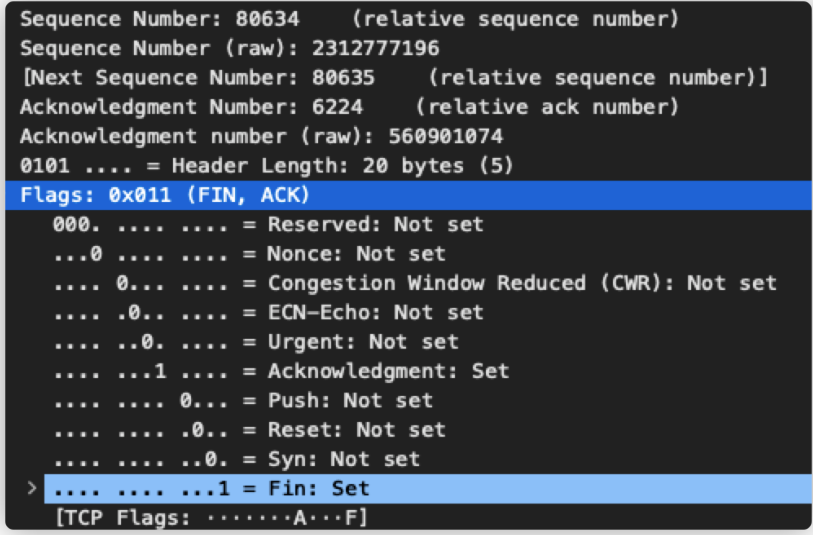 Sequence Number: 80634    (relative sequence number)
Sequence Number (raw): 2312777196
[Next Sequence Number: 80635    (relative sequence number)]
Acknowledgment Number: 6224    (relative ack number)
Acknowledgment number (raw): 560901074
0101 .... = Header Length: 20 bytes (5)
Flags: 0x011 (FIN, ACK)
000. .... .... = Reserved: Not set
...0 .... .... = Nonce: Not set
.... 0... .... = Congestion Window Reduced (CWR): Not set
.... .0.. .... = ECN-Echo: Not set
.... ..0. .... = Urgent: Not set
.... ...1 .... = Acknowledgment: Set
.... .... 0... = Push: Not set
.... .... .0.. = Reset: Not set
.... .... ..0. = Syn: Not set
> .... .... ...1 = Fin: Set
[TCP Flags: ·······A···F]